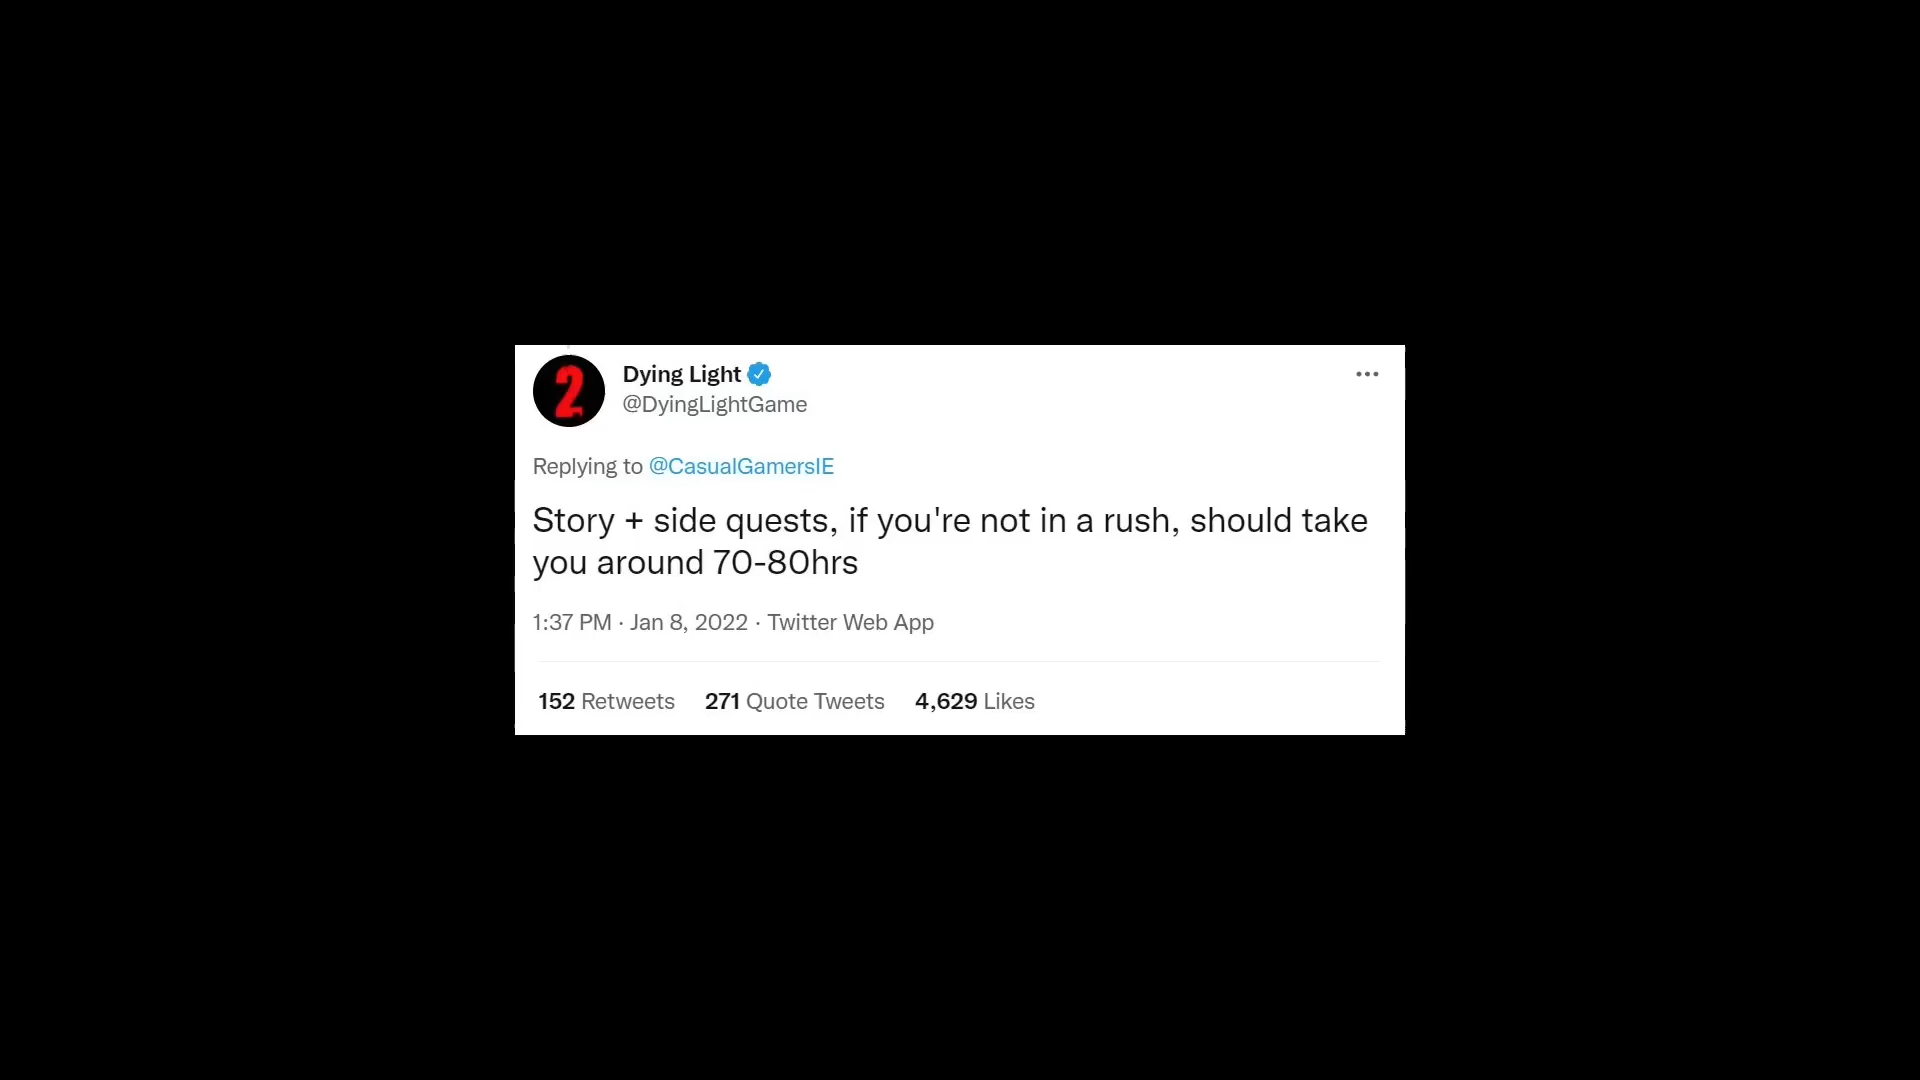 2
Dying Light
@DyingLightGame
Replying to @CasualGamersIE
Story + side quests, if you're not in a rush, should take
you around 70-80hrs
1:37 PM · Jan 8, 2022 · Twitter Web App
152 Retweets 271 Quote Tweets 4,629 Likes